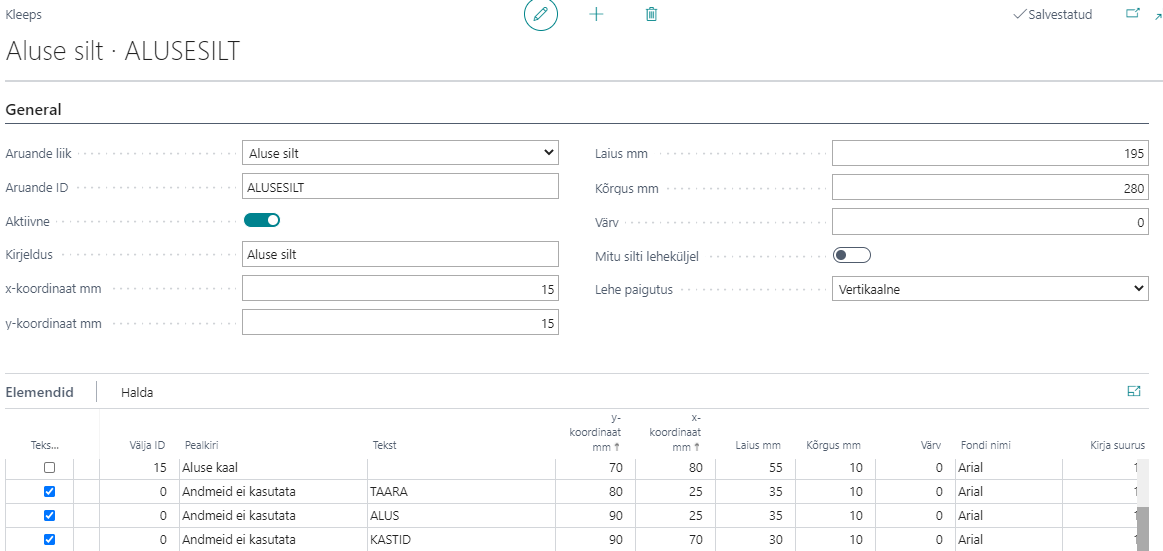 Kleeps
Salvestatud
Aluse silt · ALUSESILT
General
Aruande liik Aluse silt
Laius mm 195
Aruande ID ALUSESILT
Kõrgus mm 280
Aktiivne
Värv 0
Kirjeldus Aluse silt
Mitu silti leheküljel
x-koordinaat mm 15
Lehe paigutus Vertikaalne
y-koordinaat mm 15
Elemendid Halda
Teks... Välja ID Pealkiri Tekst y-koordinaat mm ↑ x-koordinaat mm ↑ Laius mm Kõrgus mm Värv Fondi nimi Kirja suurus
15 Aluse kaal 70 80 55 10 0 Arial
0 Andmeid ei kasutata TAARA 80 25 35 10 0 Arial
0 Andmeid ei kasutata ALUS 90 25 35 10 0 Arial
0 Andmeid ei kasutata KASTID 90 70 30 10 0 Arial